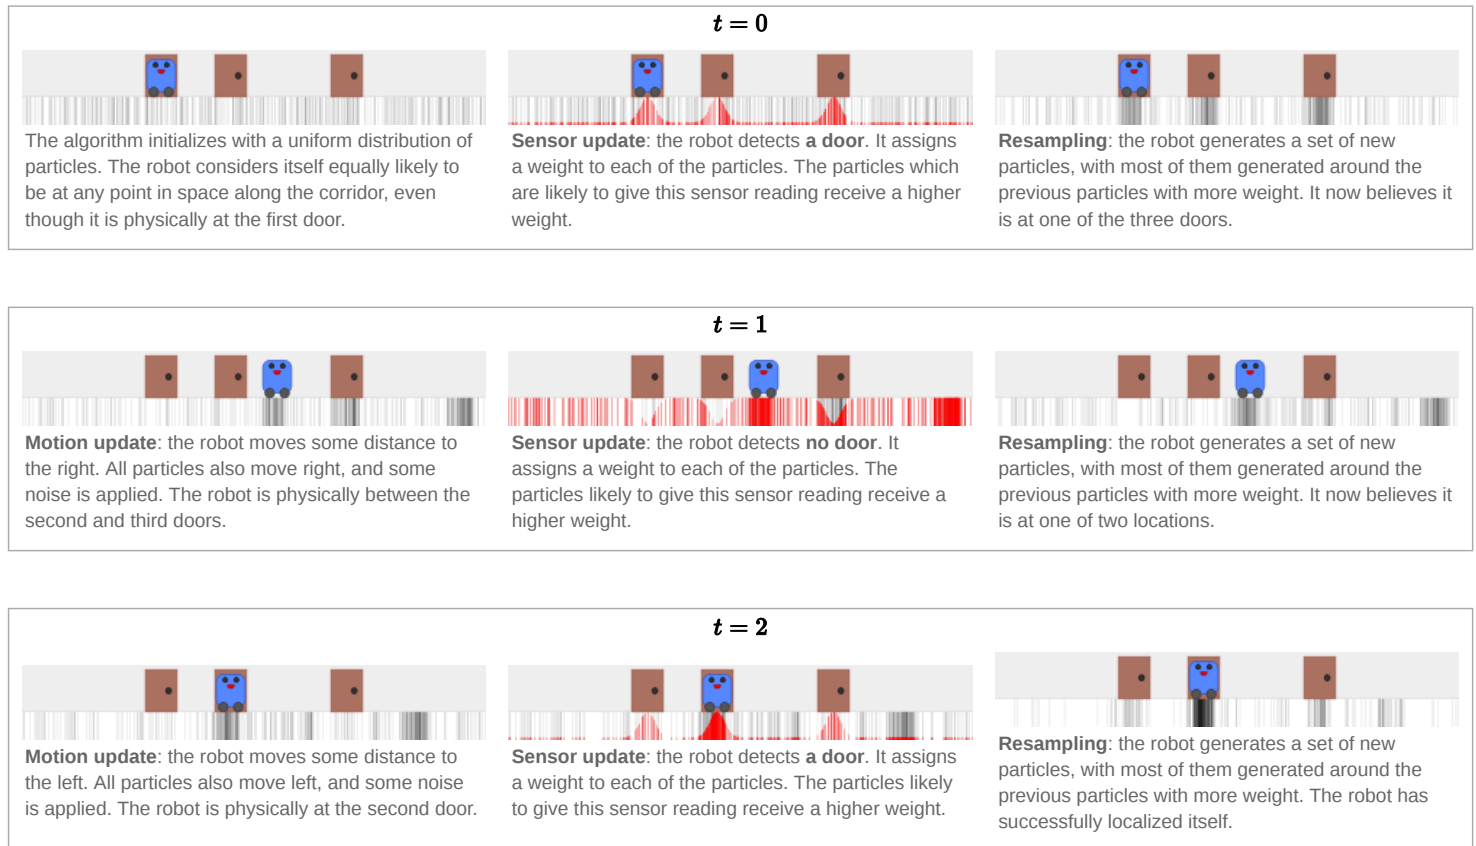 t = 0
The algorithm initializes with a uniform distribution of
particles. The robot considers itself equally likely to
be at any point in space along the corridor, even
though it is physically at the first door.
Sensor update: the robot detects a door. It assigns
a weight to each of the particles. The particles which
are likely to give this sensor reading receive a higher
weight.
Resampling: the robot generates a set of new
particles, with most of them generated around the
previous particles with more weight. It now believes it
is at one of the three doors.
t = 1
Motion update: the robot moves some distance to
the right. All particles also move right, and some
noise is applied. The robot is physically between the
second and third doors.
Sensor update: the robot detects no door. It
assigns a weight to each of the particles. The
particles likely to give this sensor reading receive a
higher weight.
Resampling: the robot generates a set of new
particles, with most of them generated around the
previous particles with more weight. It now believes it
is at one of two locations.
t = 2
Motion update: the robot moves some distance to
the left. All particles also move left, and some noise
is applied. The robot is physically at the second door.
Sensor update: the robot detects a door. It assigns
a weight to each of the particles. The particles likely
to give this sensor reading receive a higher weight.
Resampling: the robot generates a set of new
particles, with most of them generated around the
previous particles with more weight. The robot has
successfully localized itself.